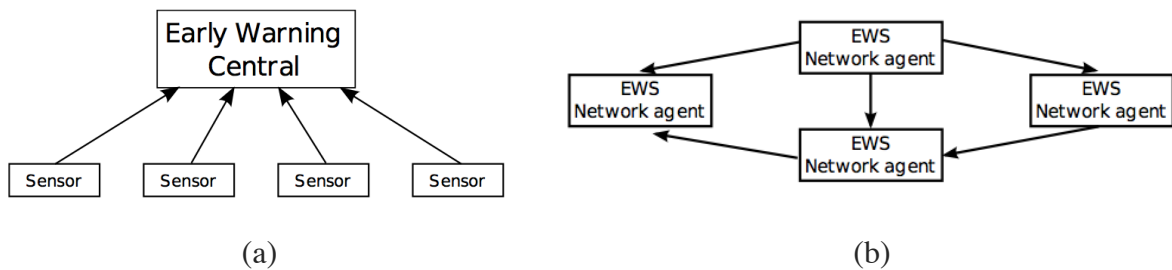 Early Warning
Central
Sensor
Sensor
Sensor
Sensor
(a)
EWS
Network agent
EWS
Network agent
EWS
Network agent
EWS
Network agent
(b)